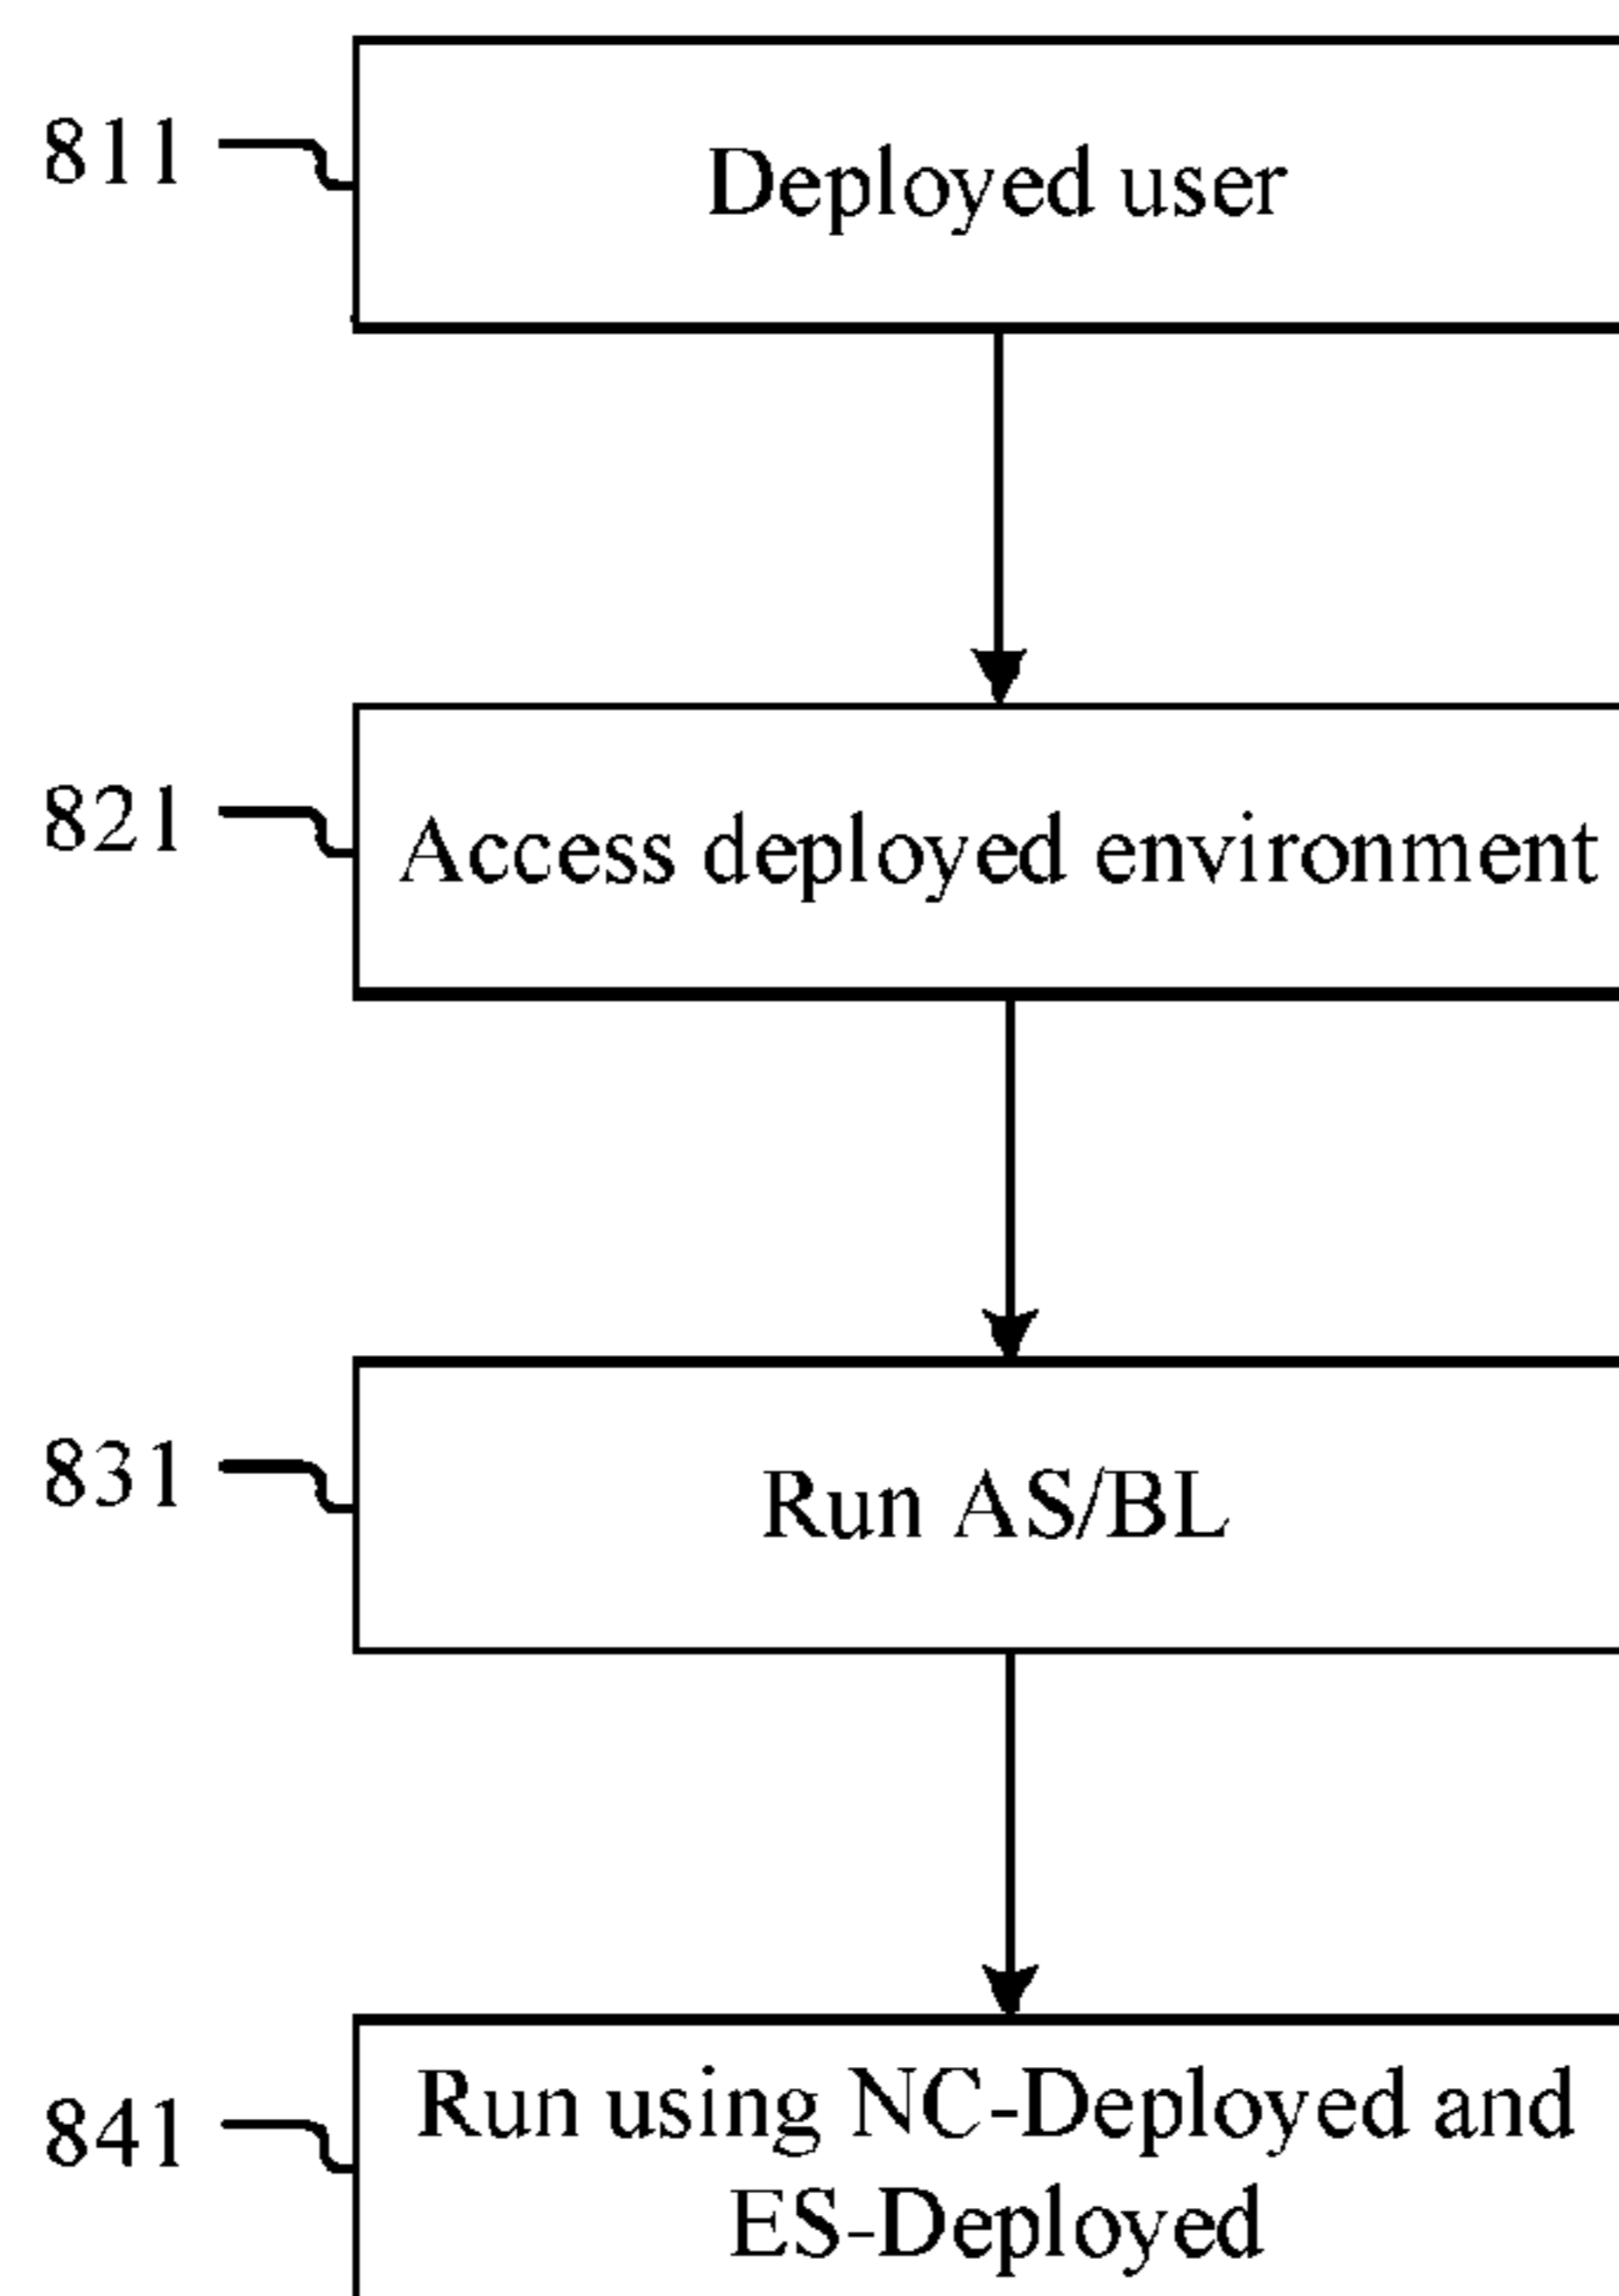 811
Deployed user
821
Access deployed environment
831
Run AS/BL
841
Run using NC-Deployed and
ES-Deployed